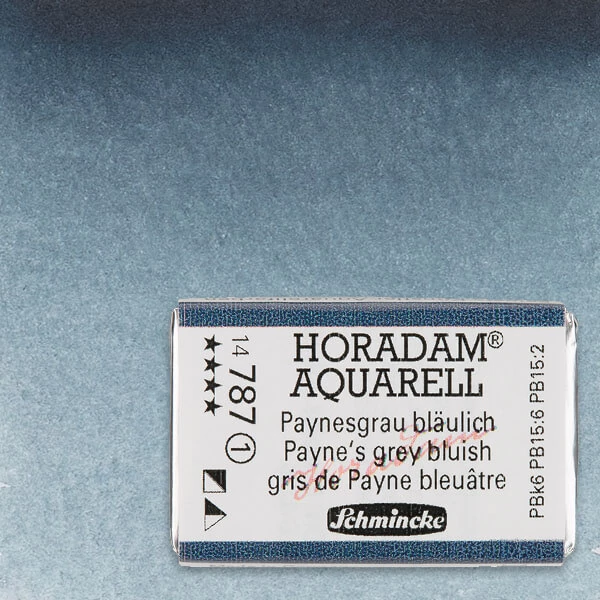 HORADAM®
AQUARELL
Paynesgrau bläulich
Payne's grey bluish
gris de Payne bleuâtre
Schmincke
★★★★
14 787 1
PBk6 PB15:6 PB15:2
Horadam